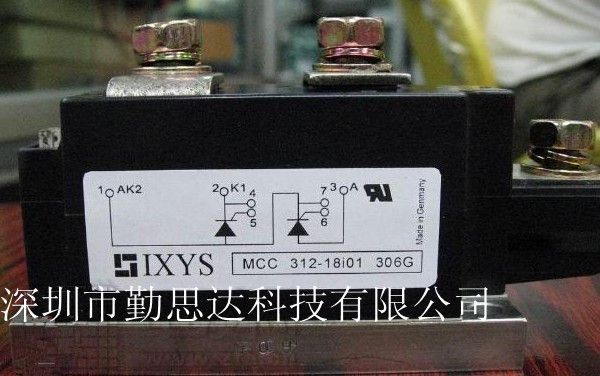 1 AK2 2 K1 4 5 7 6 3 A
Made in Germany
IXYS
MCC 312-18i01 306G
深圳市勤思达科技有限公司